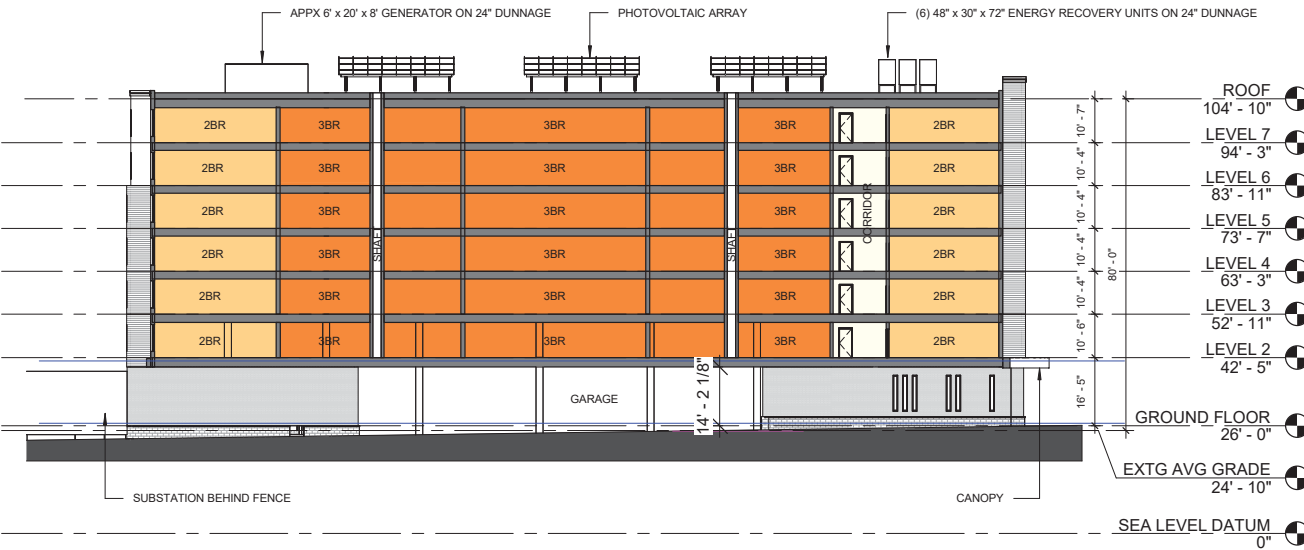 APPX 6' x 20' x 8' GENERATOR ON 24" DUNNAGE
PHOTOVOLTAIC ARRAY
(6) 48" x 30" x 72" ENERGY RECOVERY UNITS ON 24" DUNNAGE
ROOF
104' - 10"
10' - 7"
2BR 3BR 3BR 3BR 2BR
LEVEL 7
94' - 3"
10' - 4"
2BR 3BR 3BR 3BR 2BR
LEVEL 6
83' - 11"
10' - 4"
2BR 3BR 3BR 3BR 2BR
CORRIDOR
LEVEL 5
73' - 7"
10' - 4"
SHAFT
SHAFT
2BR 3BR 3BR 3BR 2BR
80' - 0"
LEVEL 4
63' - 3"
10' - 4"
2BR 3BR 3BR 3BR 2BR
LEVEL 3
52' - 11"
10' - 6"
2BR 3BR 3BR 3BR 2BR
LEVEL 2
42' - 5"
14' - 2 1/8"
GARAGE
16' - 5"
GROUND FLOOR
26' - 0"
EXTG AVG GRADE
24' - 10"
SUBSTATION BEHIND FENCE
CANOPY
SEA LEVEL DATUM
0"